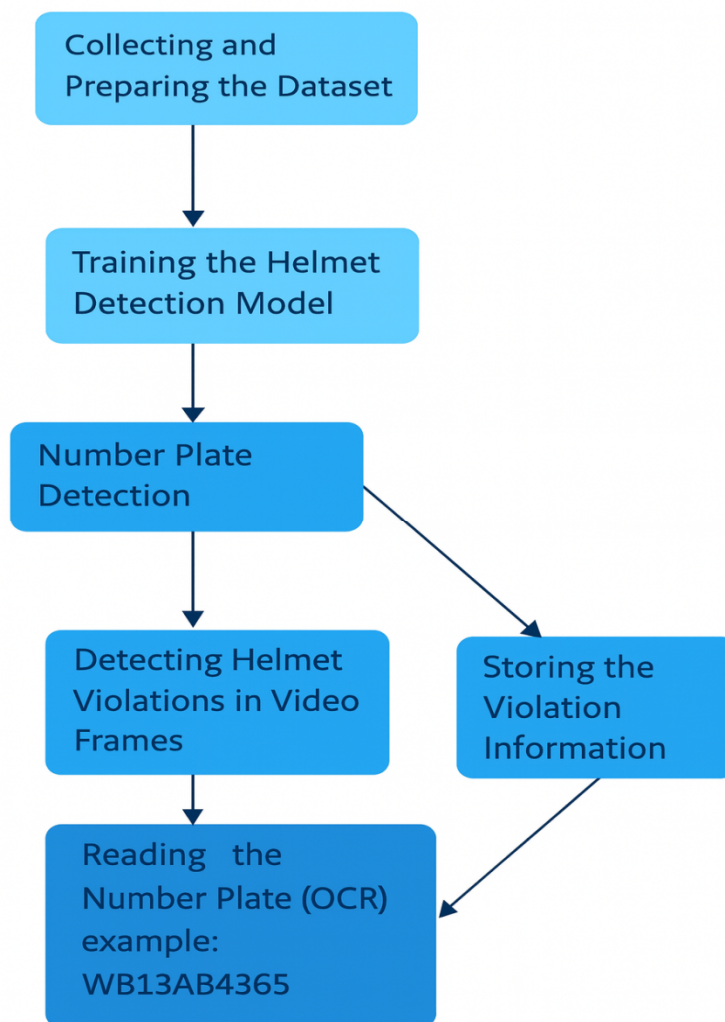 Collecting and
Preparing the Dataset
Training the Helmet
Detection Model
Number Plate
Detection
Detecting Helmet
Violations in Video
Frames
Storing the
Violation
Information
Reading the
Number Plate (OCR)
example:
WB13AB4365